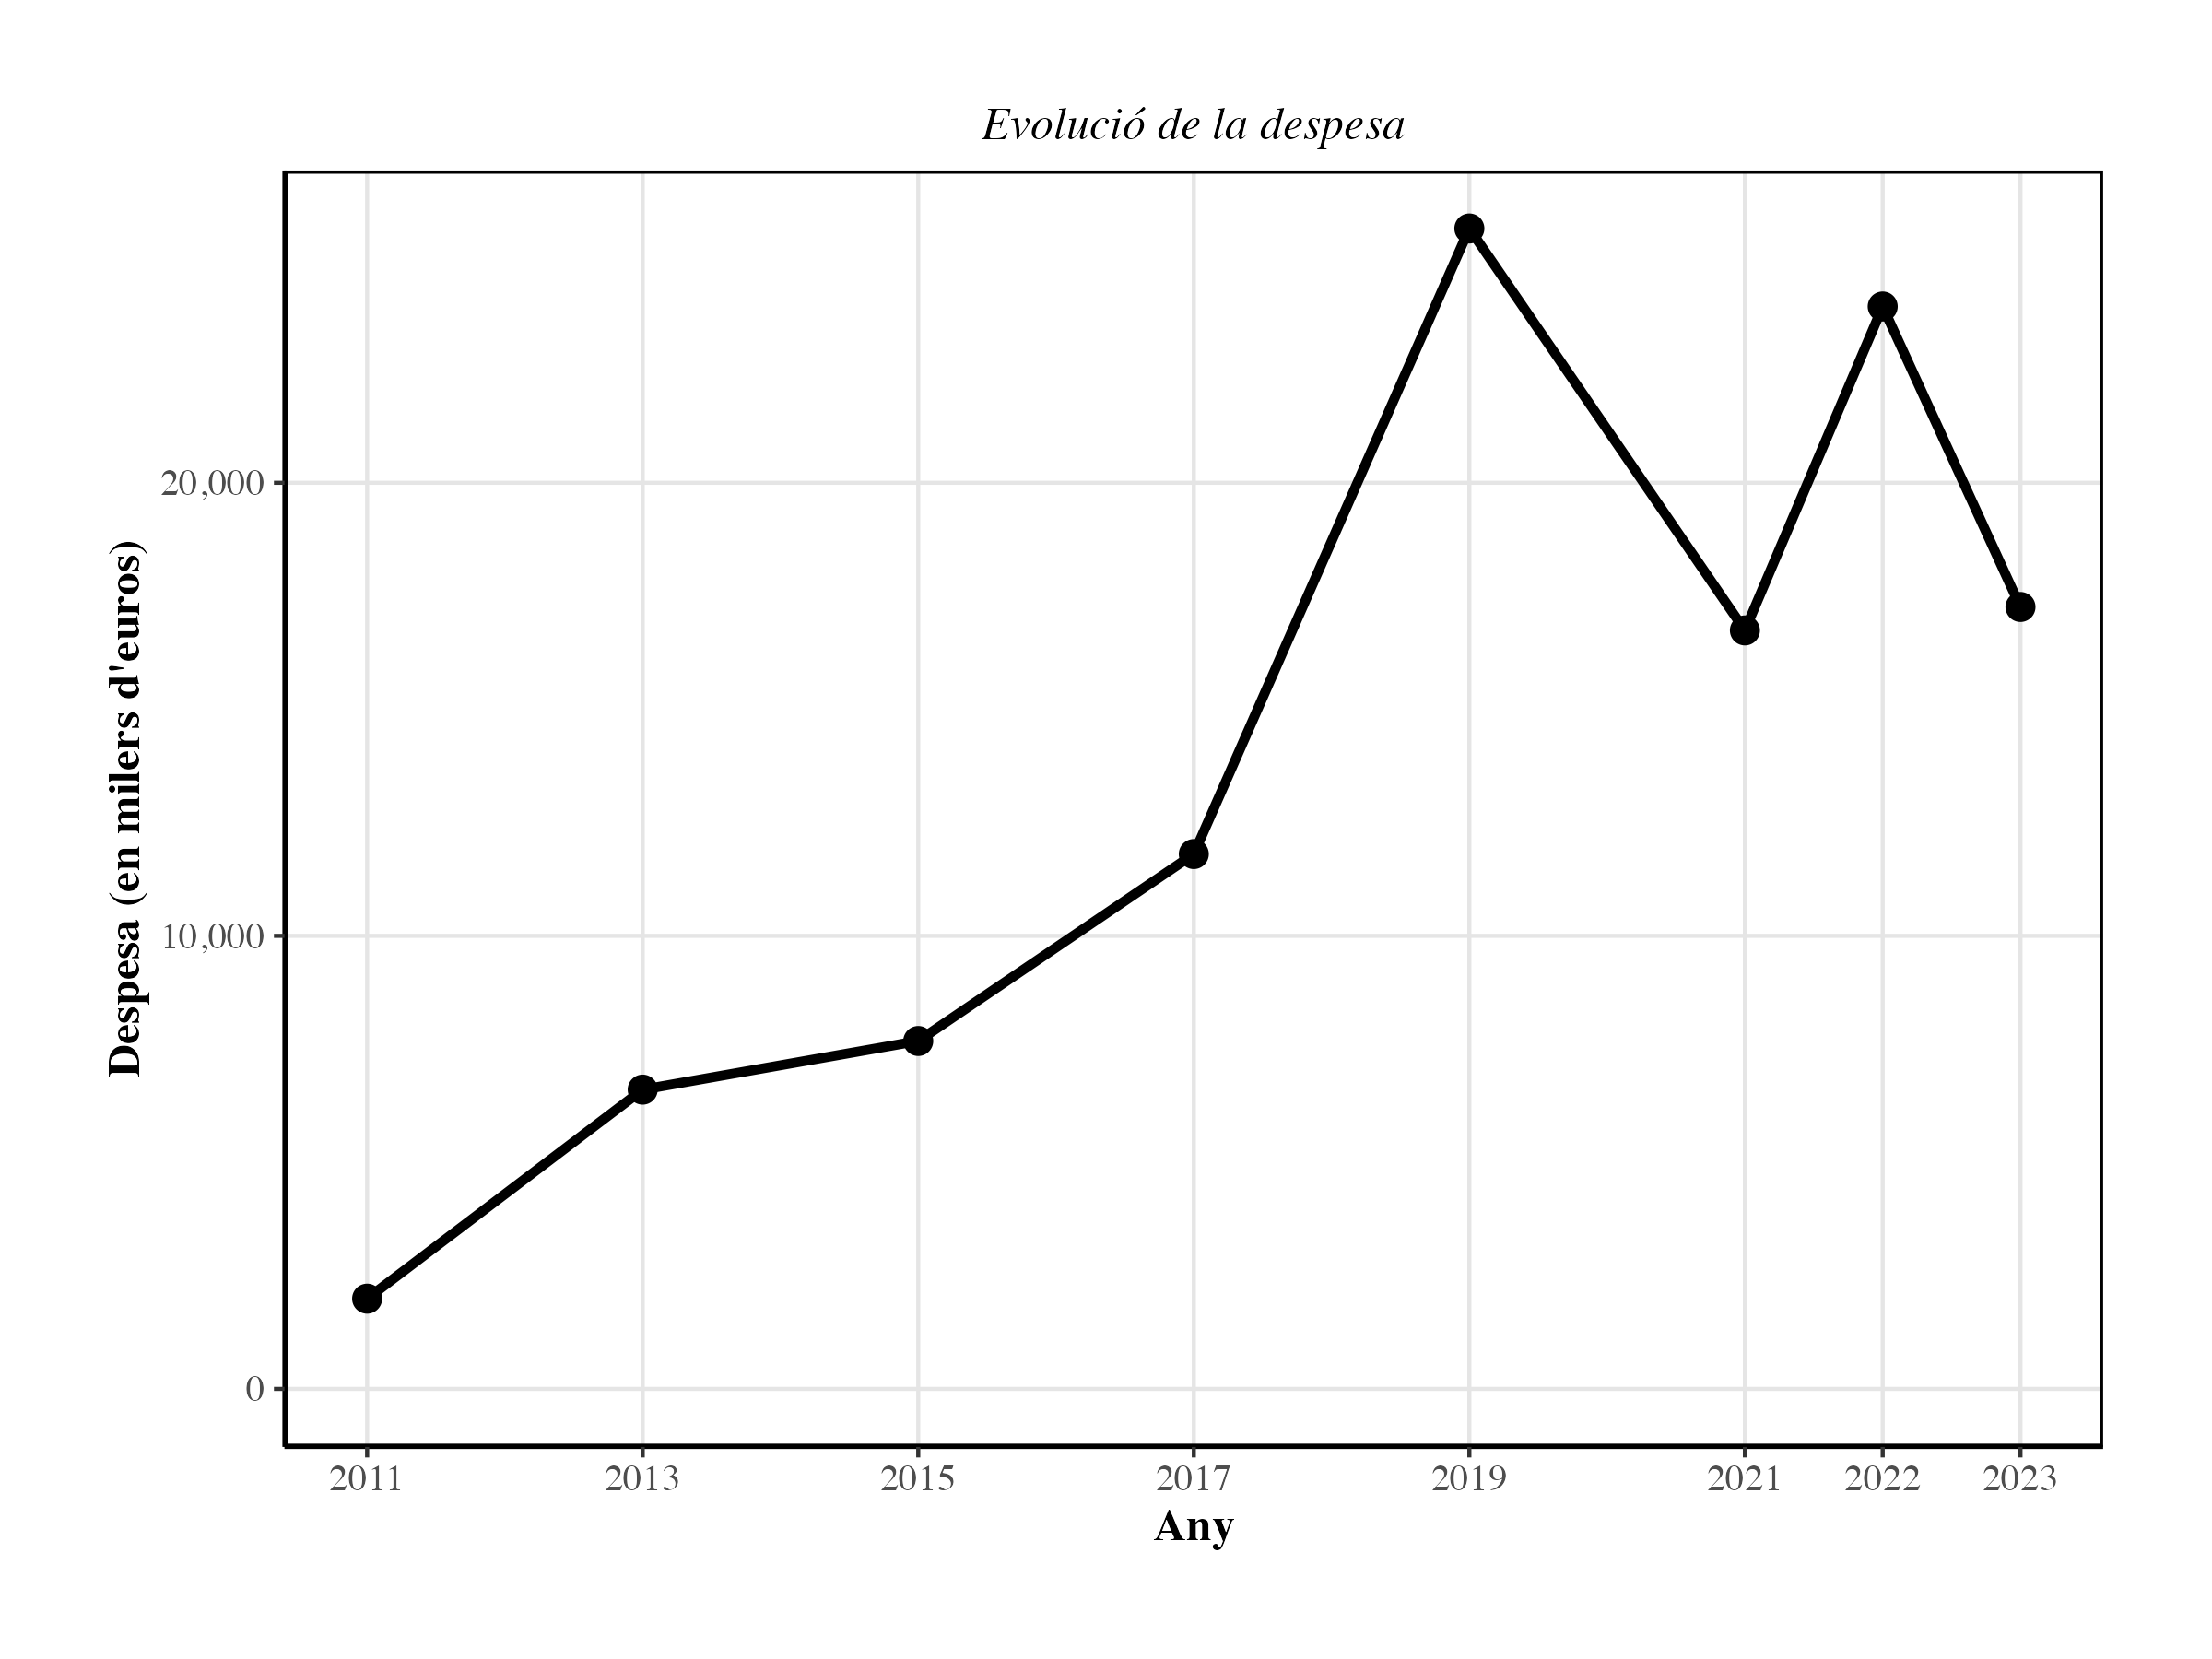 Evolució de la despesa
Despesa (en milers d'euros)
20,000
10,000
0
2011 2013 2015 2017 2019 2021 2022 2023
Any